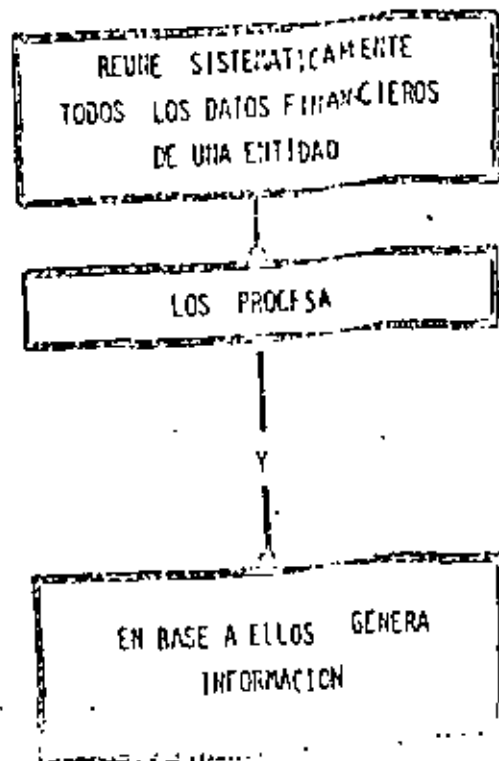 REUNE SISTEMATICAMENTE
TODOS LOS DATOS FINANCIEROS
DE UNA ENTIDAD
LOS PROCESA
Y
EN BASE A ELLOS GENERA
INFORMACION